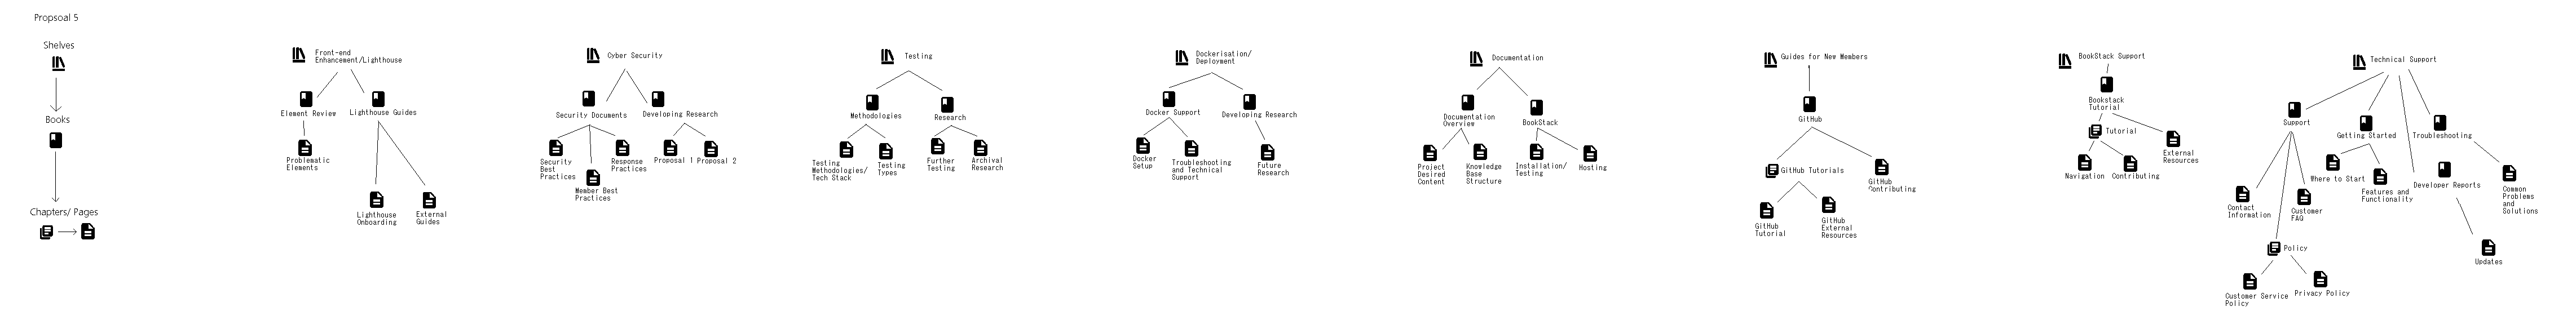 Propsoal 5
Shelves
Books
Chapters/ Pages
Front-end
Enhancement/Lighthouse
Element Review
Lighthouse Guides
Problematic
Elements
Lighthouse
Onboarding
External
Guides
Cyber Security
Security Documents
Developing Research
Security
Best
Practices
Member Best
Practices
Response
Practices
Proposal 1
Proposal 2
Testing
Methodologies
Research
Testing
Methodologies/
Tech Stack
Testing
Types
Further
Testing
Archival
Research
Dockerisation/
Deployment
Docker Support
Developing Research
Docker
Setup
Troubleshooting
and Technical
Support
Future
Research
Documentation
Documentation
Overview
BookStack
Project
Desired
Content
Knowledge
Base
Structure
Installation/
Testing
Hosting
Guides for New Members
GitHub
GitHub Tutorials
GitHub
Contributing
GitHub
Tutorial
GitHub
External
Resources
BookStack Support
Bookstack
Tutorial
Tutorial
External
Resources
Navigation
Contributing
Technical Support
Support
Getting Started
Troubleshooting
Developer Reports
Contact
Information
Customer
FAQ
Policy
Customer Service
Policy
Privacy Policy
Where to Start
Features and
Functionality
Common
Problems
and
Solutions
Updates